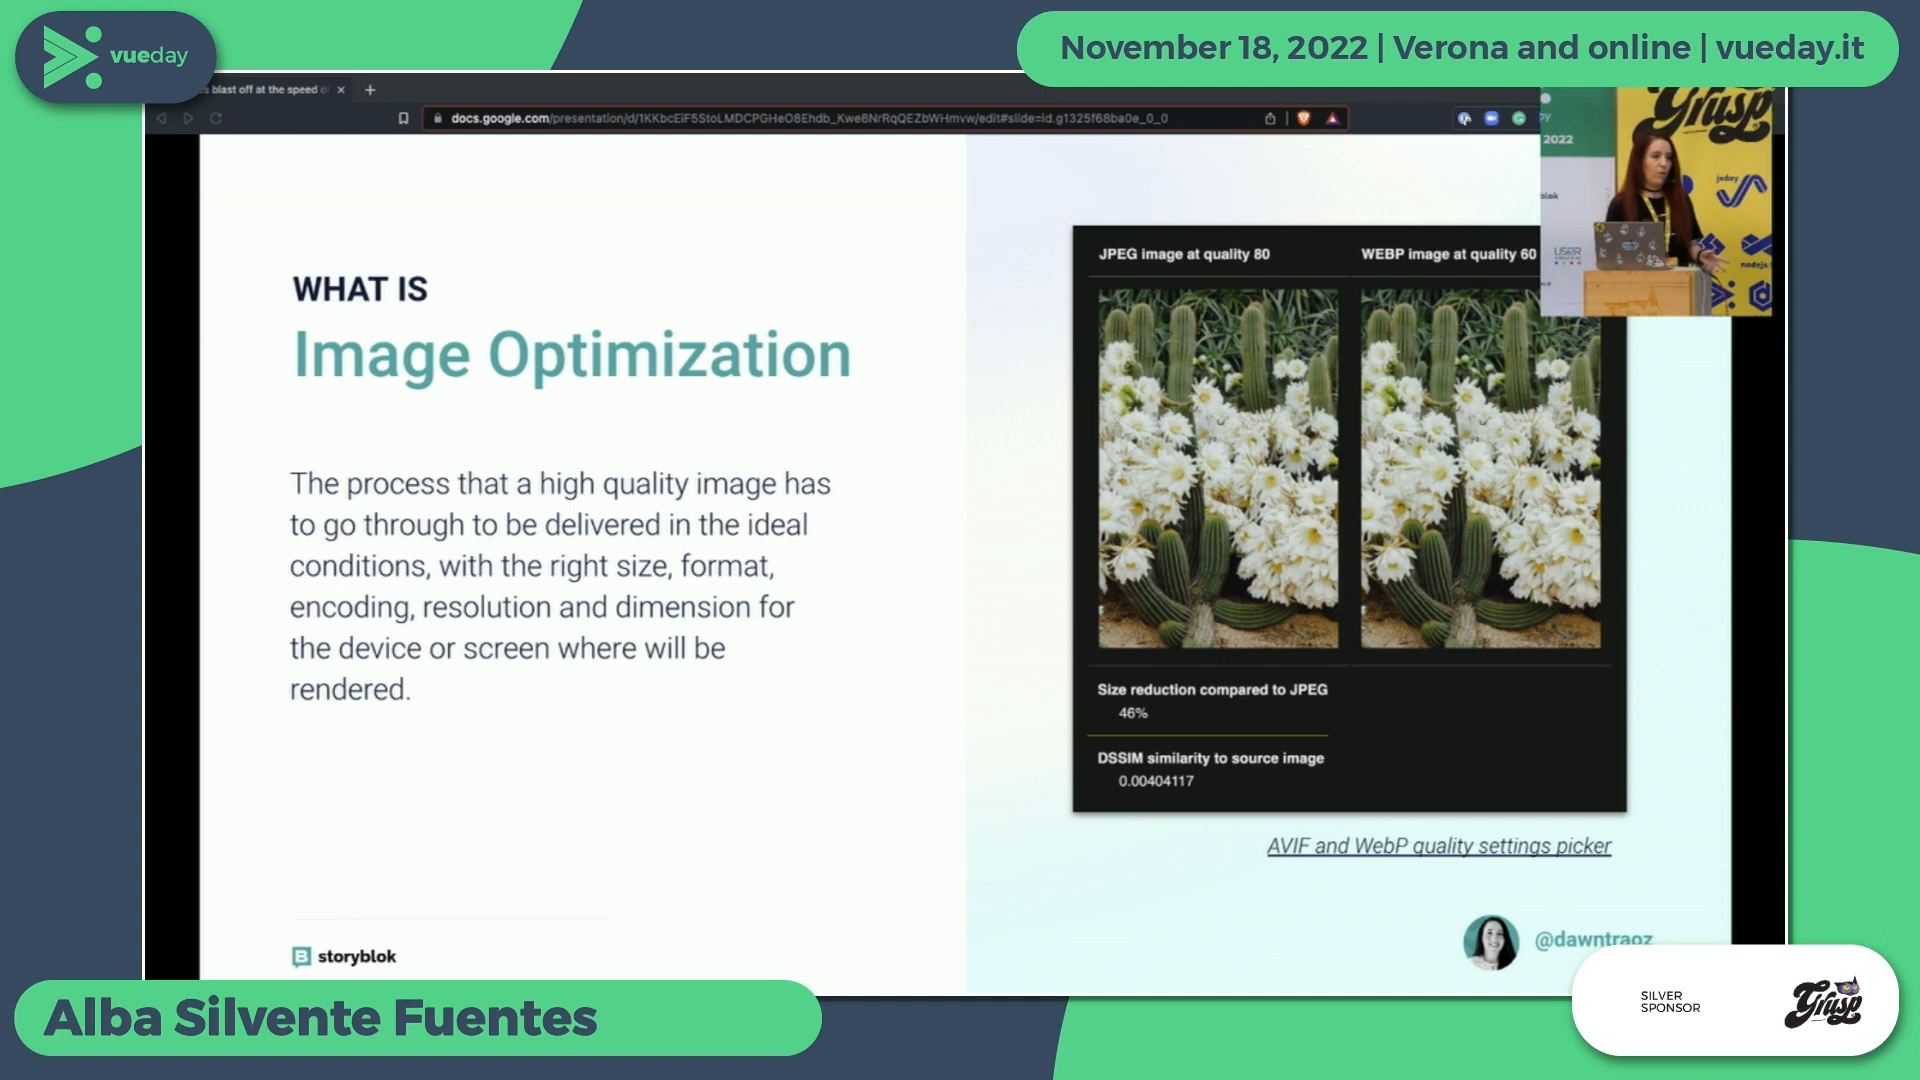 vueday
November 18, 2022 | Verona and online | vueday.it
blast off at the speed
docs.google.com/presentation/d/1KKbcEiF5StoLMDCPGHeO8Ehdb_Kwe8NrRqQEZbWHmvw/edit#slide=id.g1325f68ba0e_0_0
Grusp
2022
jsday
USER
nodejs
WHAT IS
Image Optimization
The process that a high quality image has
to go through to be delivered in the ideal
conditions, with the right size, format,
encoding, resolution and dimension for
the device or screen where will be
rendered.
JPEG image at quality 80
WEBP image at quality 60
Size reduction compared to JPEG
46%
DSSIM similarity to source image
0.00404117
AVIF and WebP quality settings picker
storyblok
@dawntraoz
Alba Silvente Fuentes
SILVER
SPONSOR
Grusp